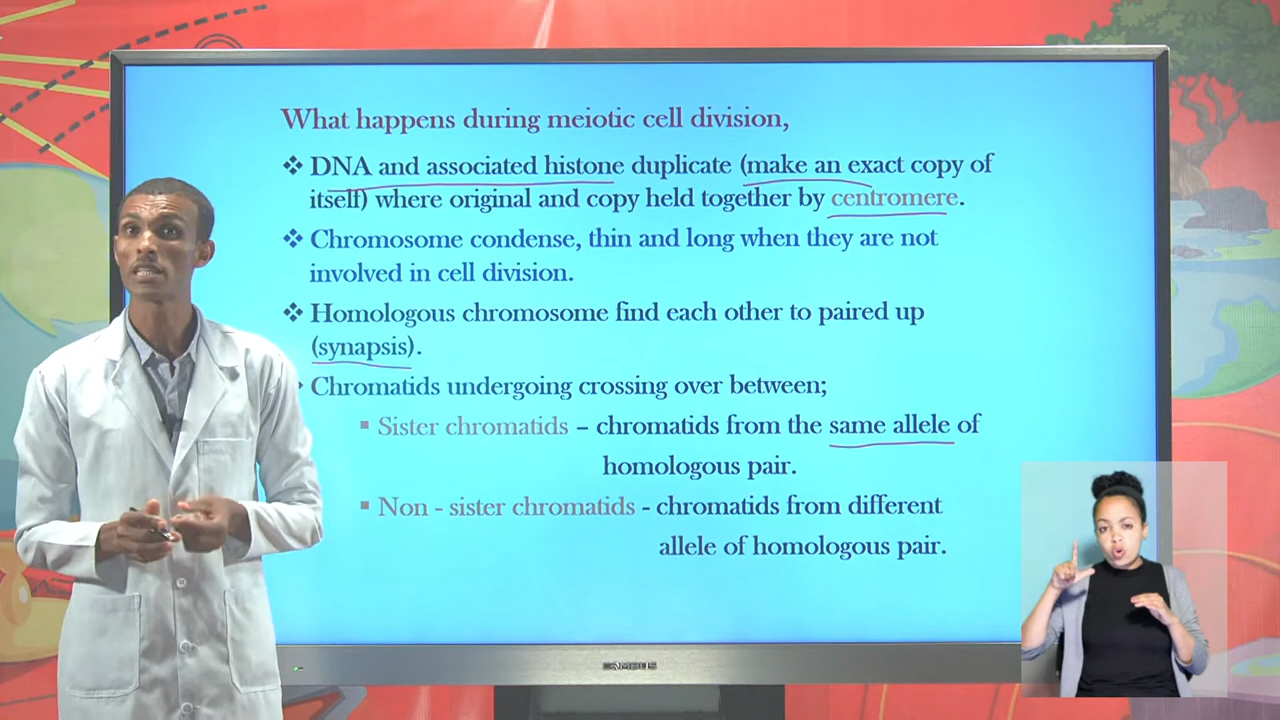 What happens during meiotic cell division,
❖ DNA and associated histone duplicate (make an exact copy of
itself) where original and copy held together by centromere.
❖ Chromosome condense, thin and long when they are not
involved in cell division.
❖ Homologous chromosome find each other to paired up
(synapsis).
Chromatids undergoing crossing over between;
▪ Sister chromatids – chromatids from the same allele of
homologous pair.
▪ Non - sister chromatids - chromatids from different
allele of homologous pair.